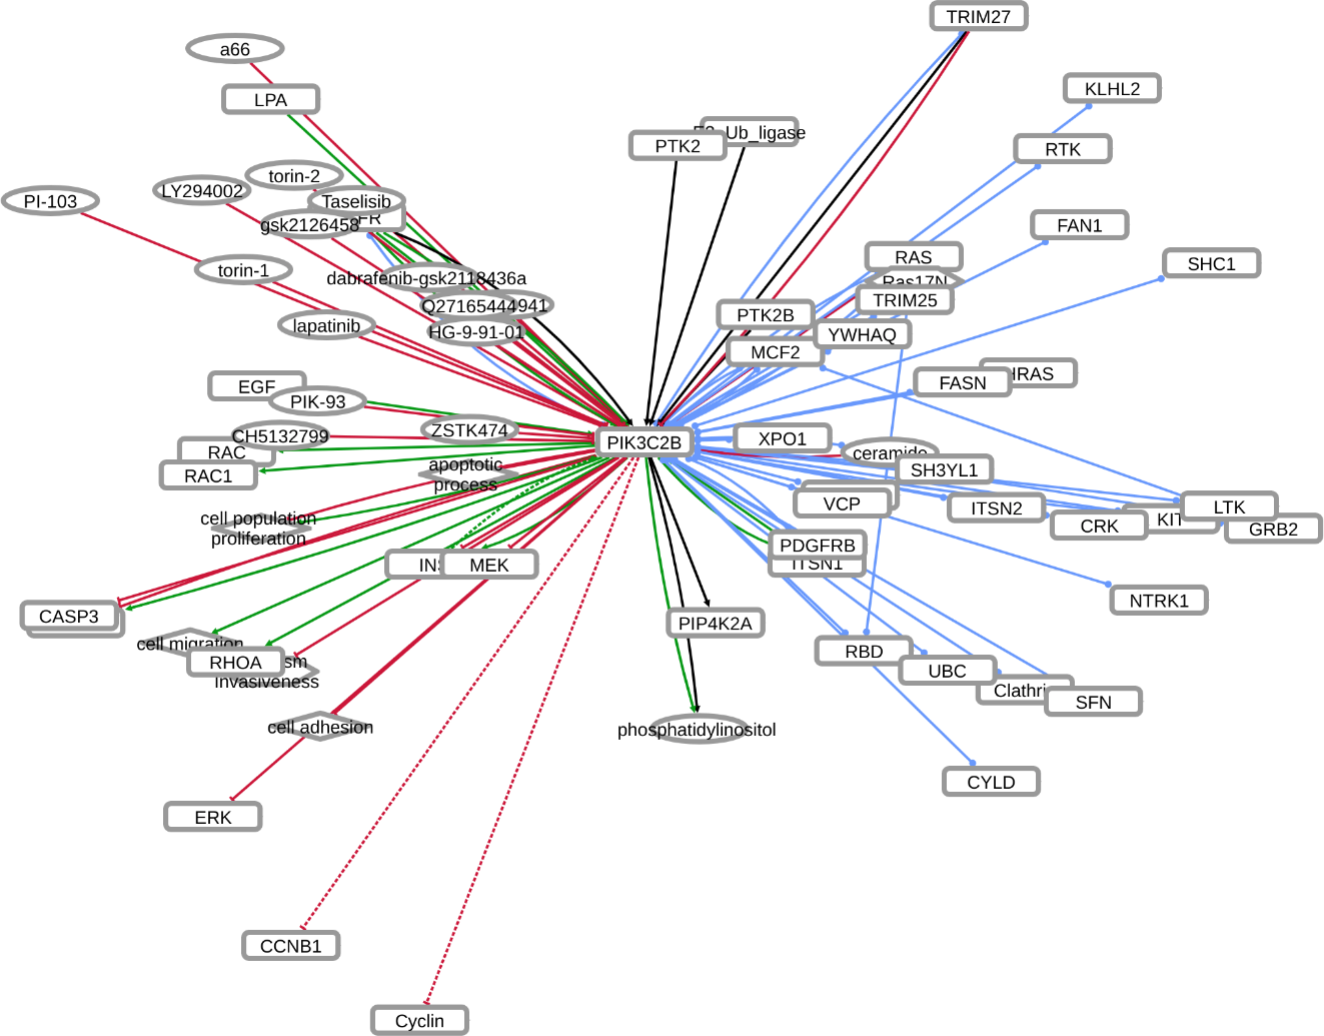 TRIM27
a66
KLHL2
LPA
Ub_ligase
PTK2
RTK
torin-2
LY294002
PI-103
Taselisib
FR
gsk2126458
FAN1
RAS
SHC1
torin-1
dabrafenib-gsk2118436a
Ras17N
TRIM25
Q27165444941
PTK2B
lapatinib
HG-9-91-01
YWHAQ
MCF2
EGF
PIK-93
FASN
HRAS
CH5132799
ZSTK474
PIK3C2B
XPO1
RAC
ceramide
RAC1
apoptotic
process
SH3YL1
VCP
ITSN2
LTK
cell population
proliferation
CRK
KIT
GRB2
PDGFRB
ITSN1
INS
MEK
NTRK1
CASP3
PIP4K2A
cell migration
RBD
RHOA
sm
invasiveness
UBC
Clathri
SFN
cell adhesion
phosphatidylinositol
CYLD
ERK
CCNB1
Cyclin